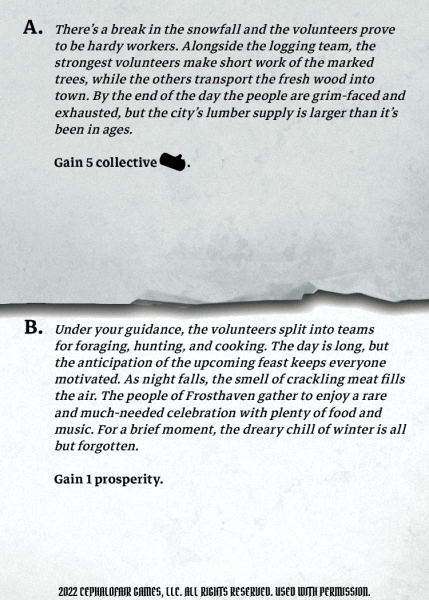 A. There's a break in the snowfall and the volunteers prove
to be hardy workers. Alongside the logging team, the
strongest volunteers make short work of the marked
trees, while the others transport the fresh wood into
town. By the end of the day the people are grim-faced and
exhausted, but the city's lumber supply is larger than it's
been in ages.
Gain 5 collective .
B. Under your guidance, the volunteers split into teams
for foraging, hunting, and cooking. The day is long, but
the anticipation of the upcoming feast keeps everyone
motivated. As night falls, the smell of crackling meat fills
the air. The people of Frosthaven gather to enjoy a rare
and much-needed celebration with plenty of food and
music. For a brief moment, the dreary chill of winter is all
but forgotten.
Gain 1 prosperity.
2022 CEPHALOFAIR GAMES, LLC. ALL RIGHTS RESERVED. USED WITH PERMISSION.